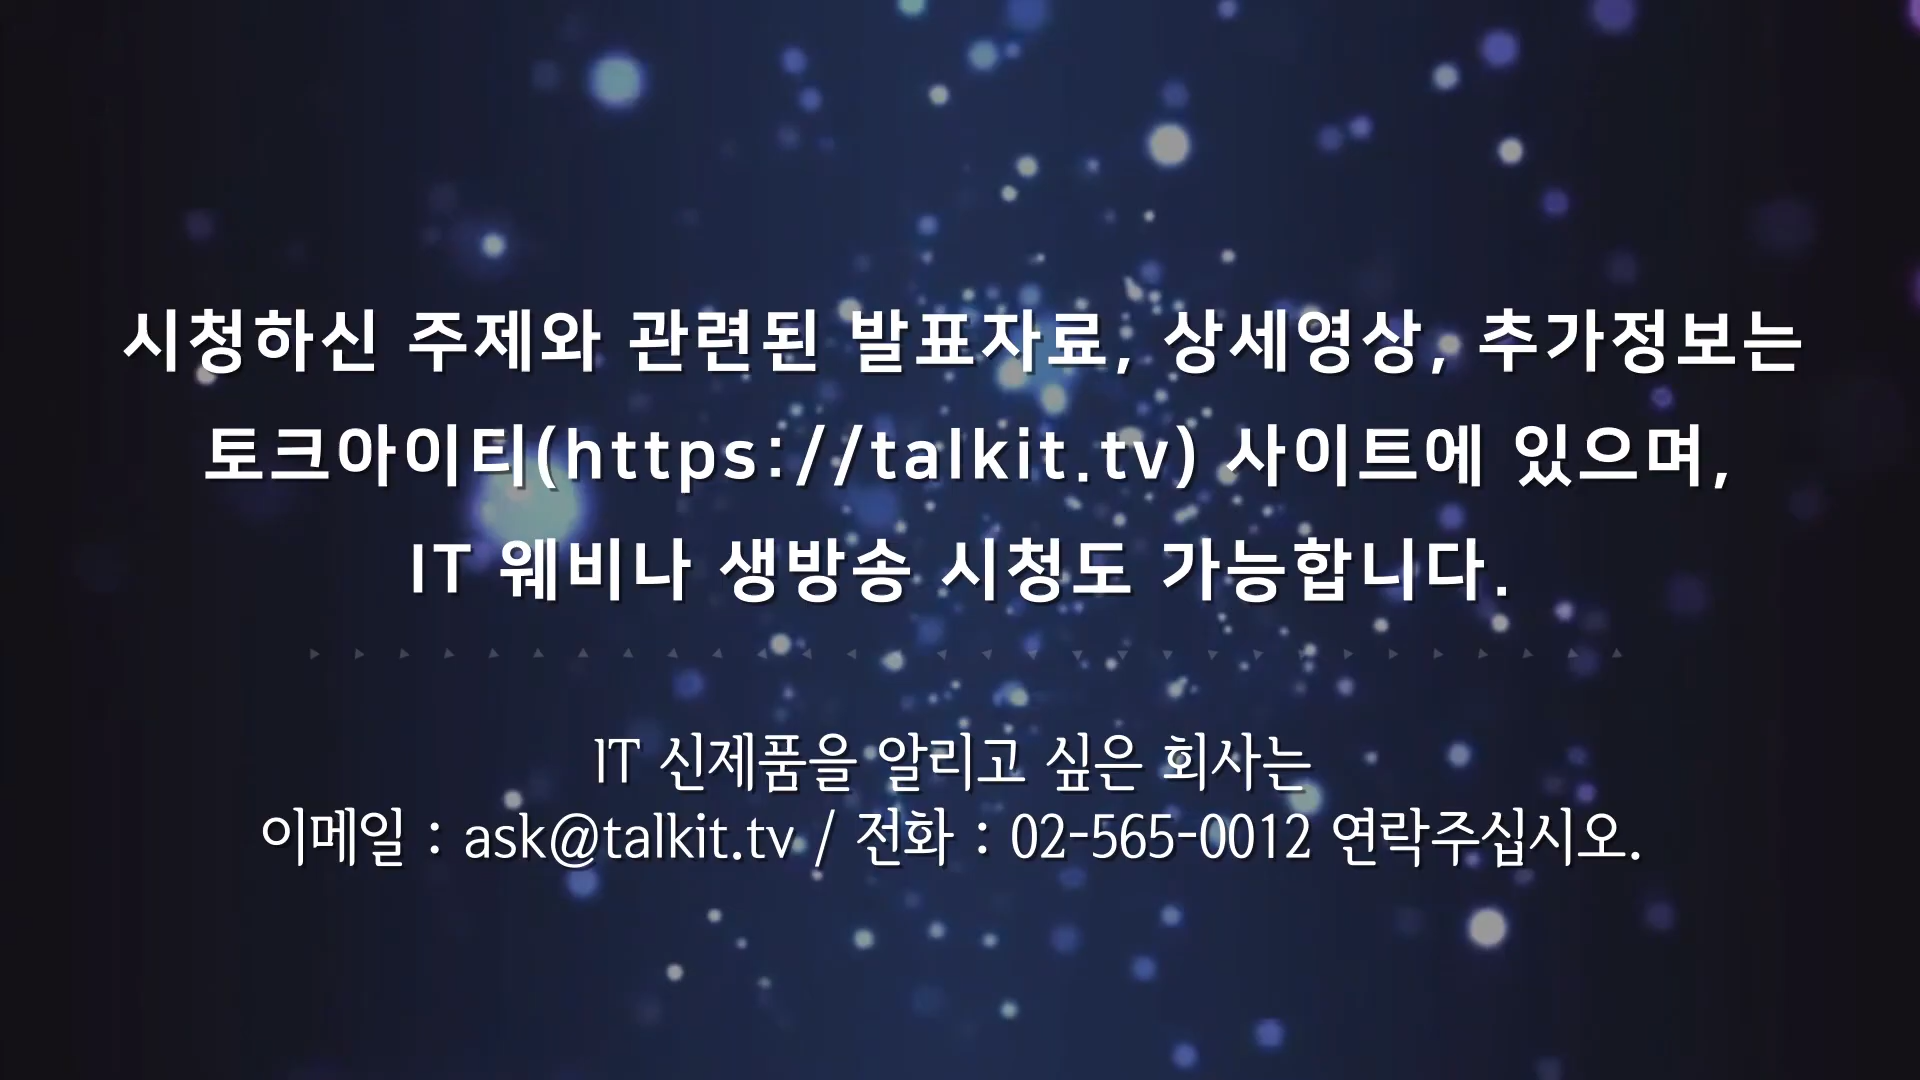 시청하신 주제와 관련된 발표자료, 상세영상, 추가정보는
토크아이티(https://talkit.tv) 사이트에 있으며,
IT 웨비나 생방송 시청도 가능합니다.
IT 신제품을 알리고 싶은 회사는
이메일 : ask@talkit.tv / 전화 : 02-565-0012 연락주십시오.